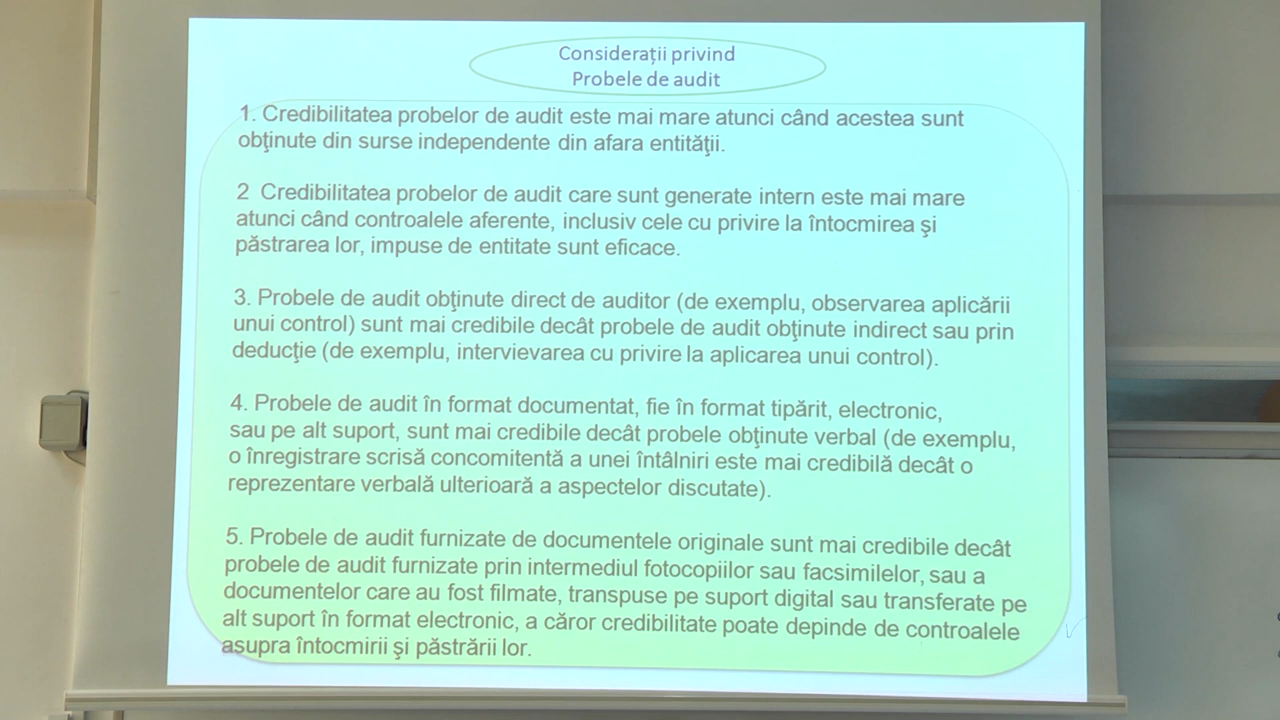 Considerații privind
Probele de audit
1. Credibilitatea probelor de audit este mai mare atunci când acestea sunt
obţinute din surse independente din afara entităţii.
2 Credibilitatea probelor de audit care sunt generate intern este mai mare
atunci când controalele aferente, inclusiv cele cu privire la întocmirea şi
păstrarea lor, impuse de entitate sunt eficace.
3. Probele de audit obţinute direct de auditor (de exemplu, observarea aplicării
unui control) sunt mai credibile decât probele de audit obţinute indirect sau prin
deducţie (de exemplu, intervievarea cu privire la aplicarea unui control).
4. Probele de audit în format documentat, fie în format tipărit, electronic,
sau pe alt suport, sunt mai credibile decât probele obţinute verbal (de exemplu,
o înregistrare scrisă concomitentă a unei întâlniri este mai credibilă decât o
reprezentare verbală ulterioară a aspectelor discutate).
5. Probele de audit furnizate de documentele originale sunt mai credibile decât
probele de audit furnizate prin intermediul fotocopiilor sau facsimilelor, sau a
documentelor care au fost filmate, transpuse pe suport digital sau transferate pe
alt suport în format electronic, a căror credibilitate poate depinde de controalele
asupra întocmirii şi păstrării lor.